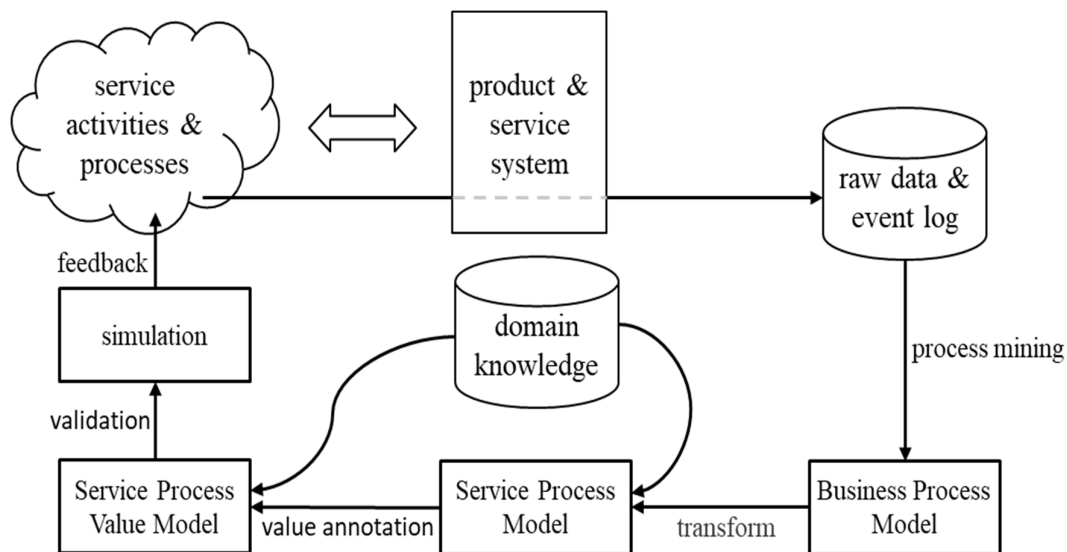 service
activities &
processes
product &
service
system
raw data &
event log
feedback
domain
knowledge
simulation
process mining
validation
Service Process
Value Model
value annotation
Service Process
Model
transform
Business Process
Model